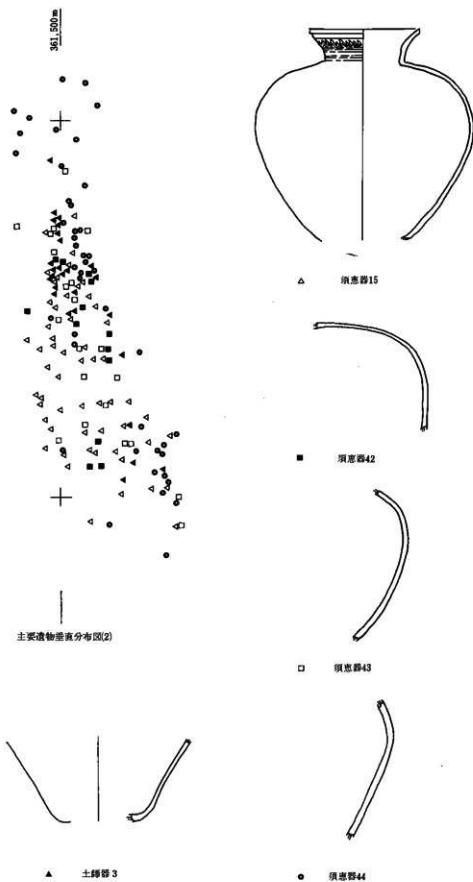 361,500m
△ 須恵器15
■ 須恵器42
主要遺物垂直分布図(2)
□ 須恵器43
▲ 土師器3
● 須恵器44